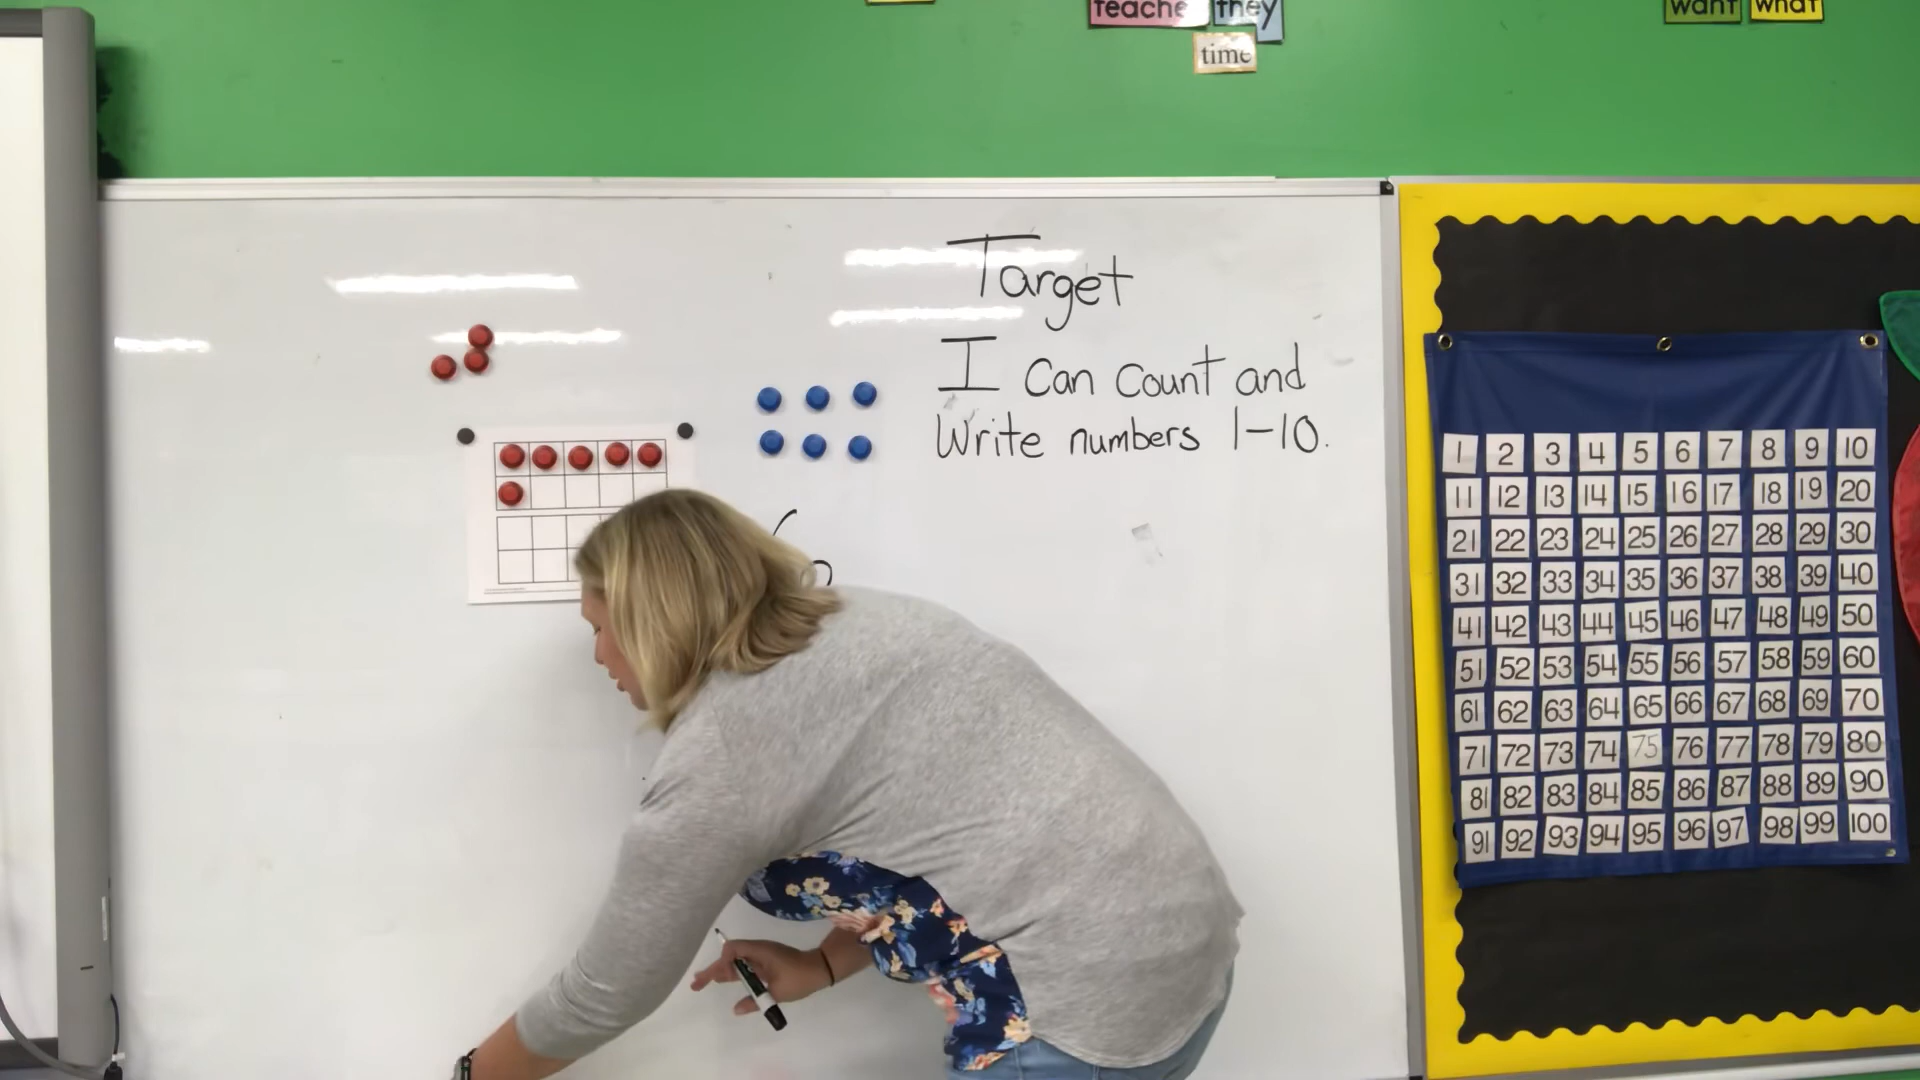 teache they
time
want what
Target
I can count and
Write numbers 1-10.
6
1 2 3 4 5 6 7 8 9 10
11 12 13 14 15 16 17 18 19 20
21 22 23 24 25 26 27 28 29 30
31 32 33 34 35 36 37 38 39 40
41 42 43 44 45 46 47 48 49 50
51 52 53 54 55 56 57 58 59 60
61 62 63 64 65 66 67 68 69 70
71 72 73 74 75 76 77 78 79 80
81 82 83 84 85 86 87 88 89 90
91 92 93 94 95 96 97 98 99 100